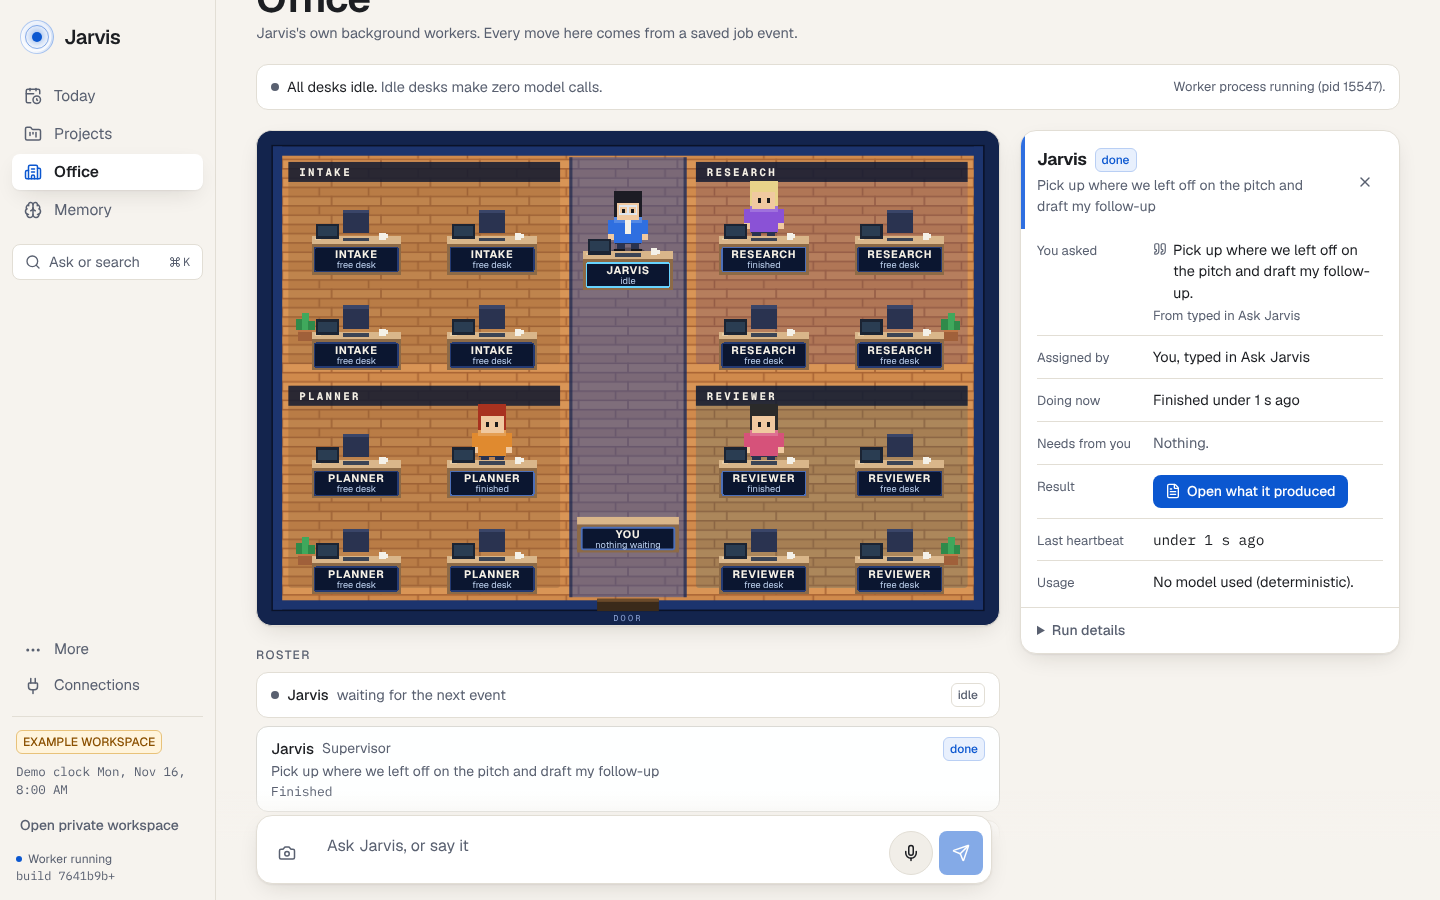 Jarvis
Today
Projects
Office
Memory
Ask or search ⌘K
More
Connections
EXAMPLE WORKSPACE
Demo clock Mon, Nov 16,
8:00 AM
Open private workspace
Worker running
build 7641b9b+
Office
Jarvis's own background workers. Every move here comes from a saved job event.
All desks idle. Idle desks make zero model calls.
Worker process running (pid 15547).
INTAKE
INTAKE
free desk
INTAKE
free desk
INTAKE
free desk
INTAKE
free desk
JARVIS
idle
RESEARCH
RESEARCH
finished
RESEARCH
free desk
RESEARCH
free desk
RESEARCH
free desk
PLANNER
PLANNER
free desk
PLANNER
finished
PLANNER
free desk
PLANNER
free desk
YOU
nothing waiting
REVIEWER
REVIEWER
finished
REVIEWER
free desk
REVIEWER
free desk
REVIEWER
free desk
DOOR
ROSTER
Jarvis waiting for the next event
idle
Jarvis Supervisor
done
Pick up where we left off on the pitch and draft my follow-up
Finished
Ask Jarvis, or say it
Jarvis done
Pick up where we left off on the pitch and
draft my follow-up
You asked
Pick up where we left off on
the pitch and draft my follow-
up.
From typed in Ask Jarvis
Assigned by
You, typed in Ask Jarvis
Doing now
Finished under 1 s ago
Needs from you
Nothing.
Result
Open what it produced
Last heartbeat
under 1 s ago
Usage
No model used (deterministic).
Run details